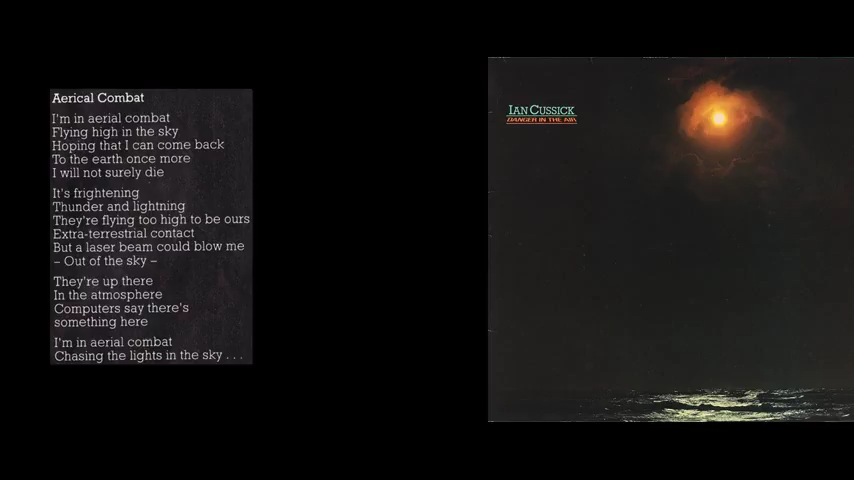 Aerical Combat
I'm in aerial combat
Flying high in the sky
Hoping that I can come back
To the earth once more
I will not surely die
It's frightening
Thunder and lightning
They're flying too high to be ours
Extra-terrestrial contact
But a laser beam could blow me
– Out of the sky –
They're up there
In the atmosphere
Computers say there's
something here
I'm in aerial combat
Chasing the lights in the sky . . .
IAN CUSSICK
DANGER IN THE AIR